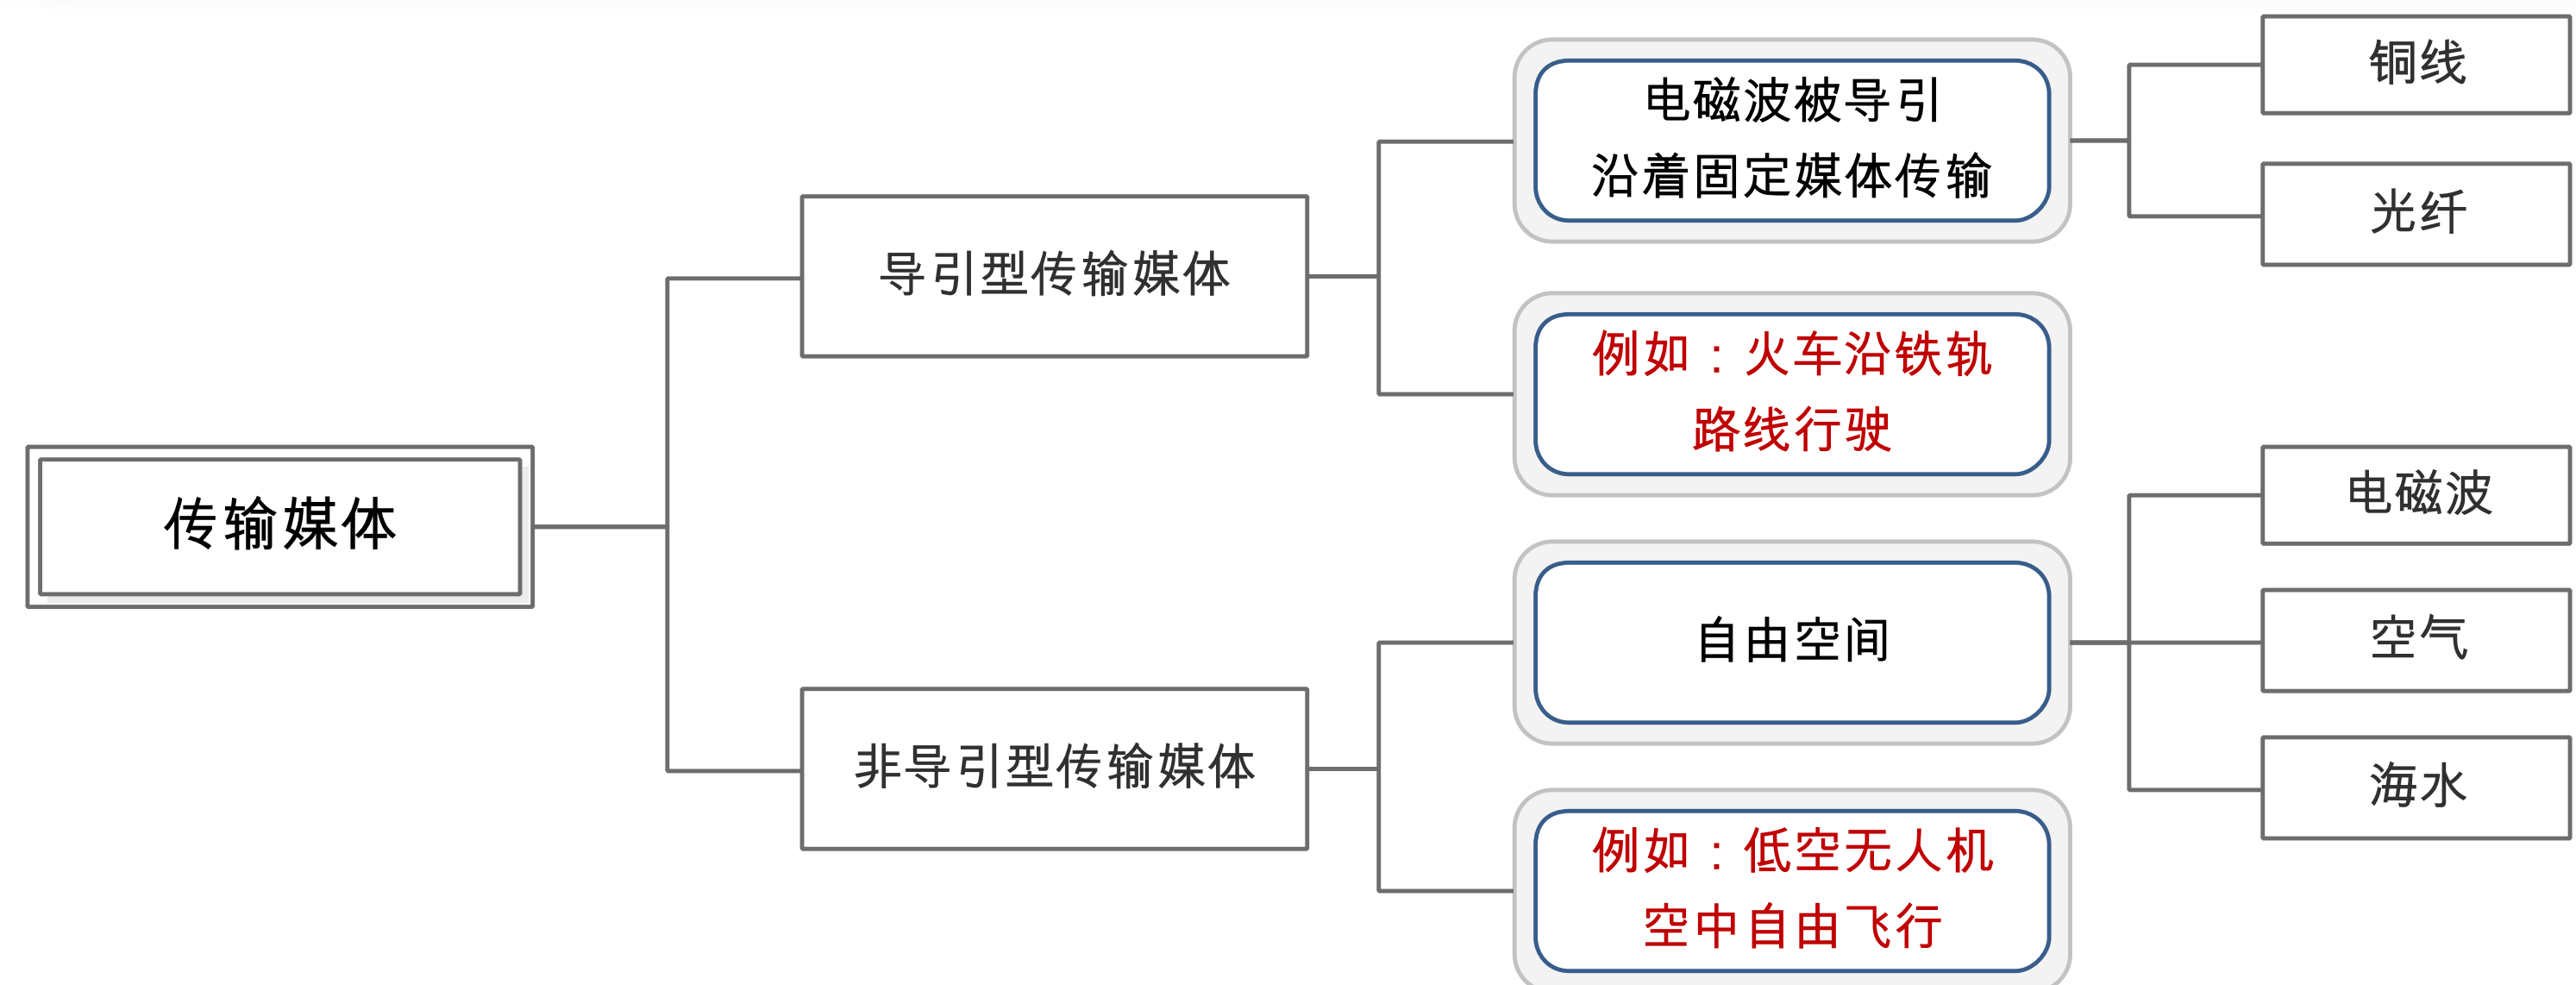 传输媒体
导引型传输媒体
电磁波被导引
沿着固定媒体传输
铜线
光纤
例如：火车沿铁轨
路线行驶
非导引型传输媒体
自由空间
电磁波
空气
海水
例如：低空无人机
空中自由飞行